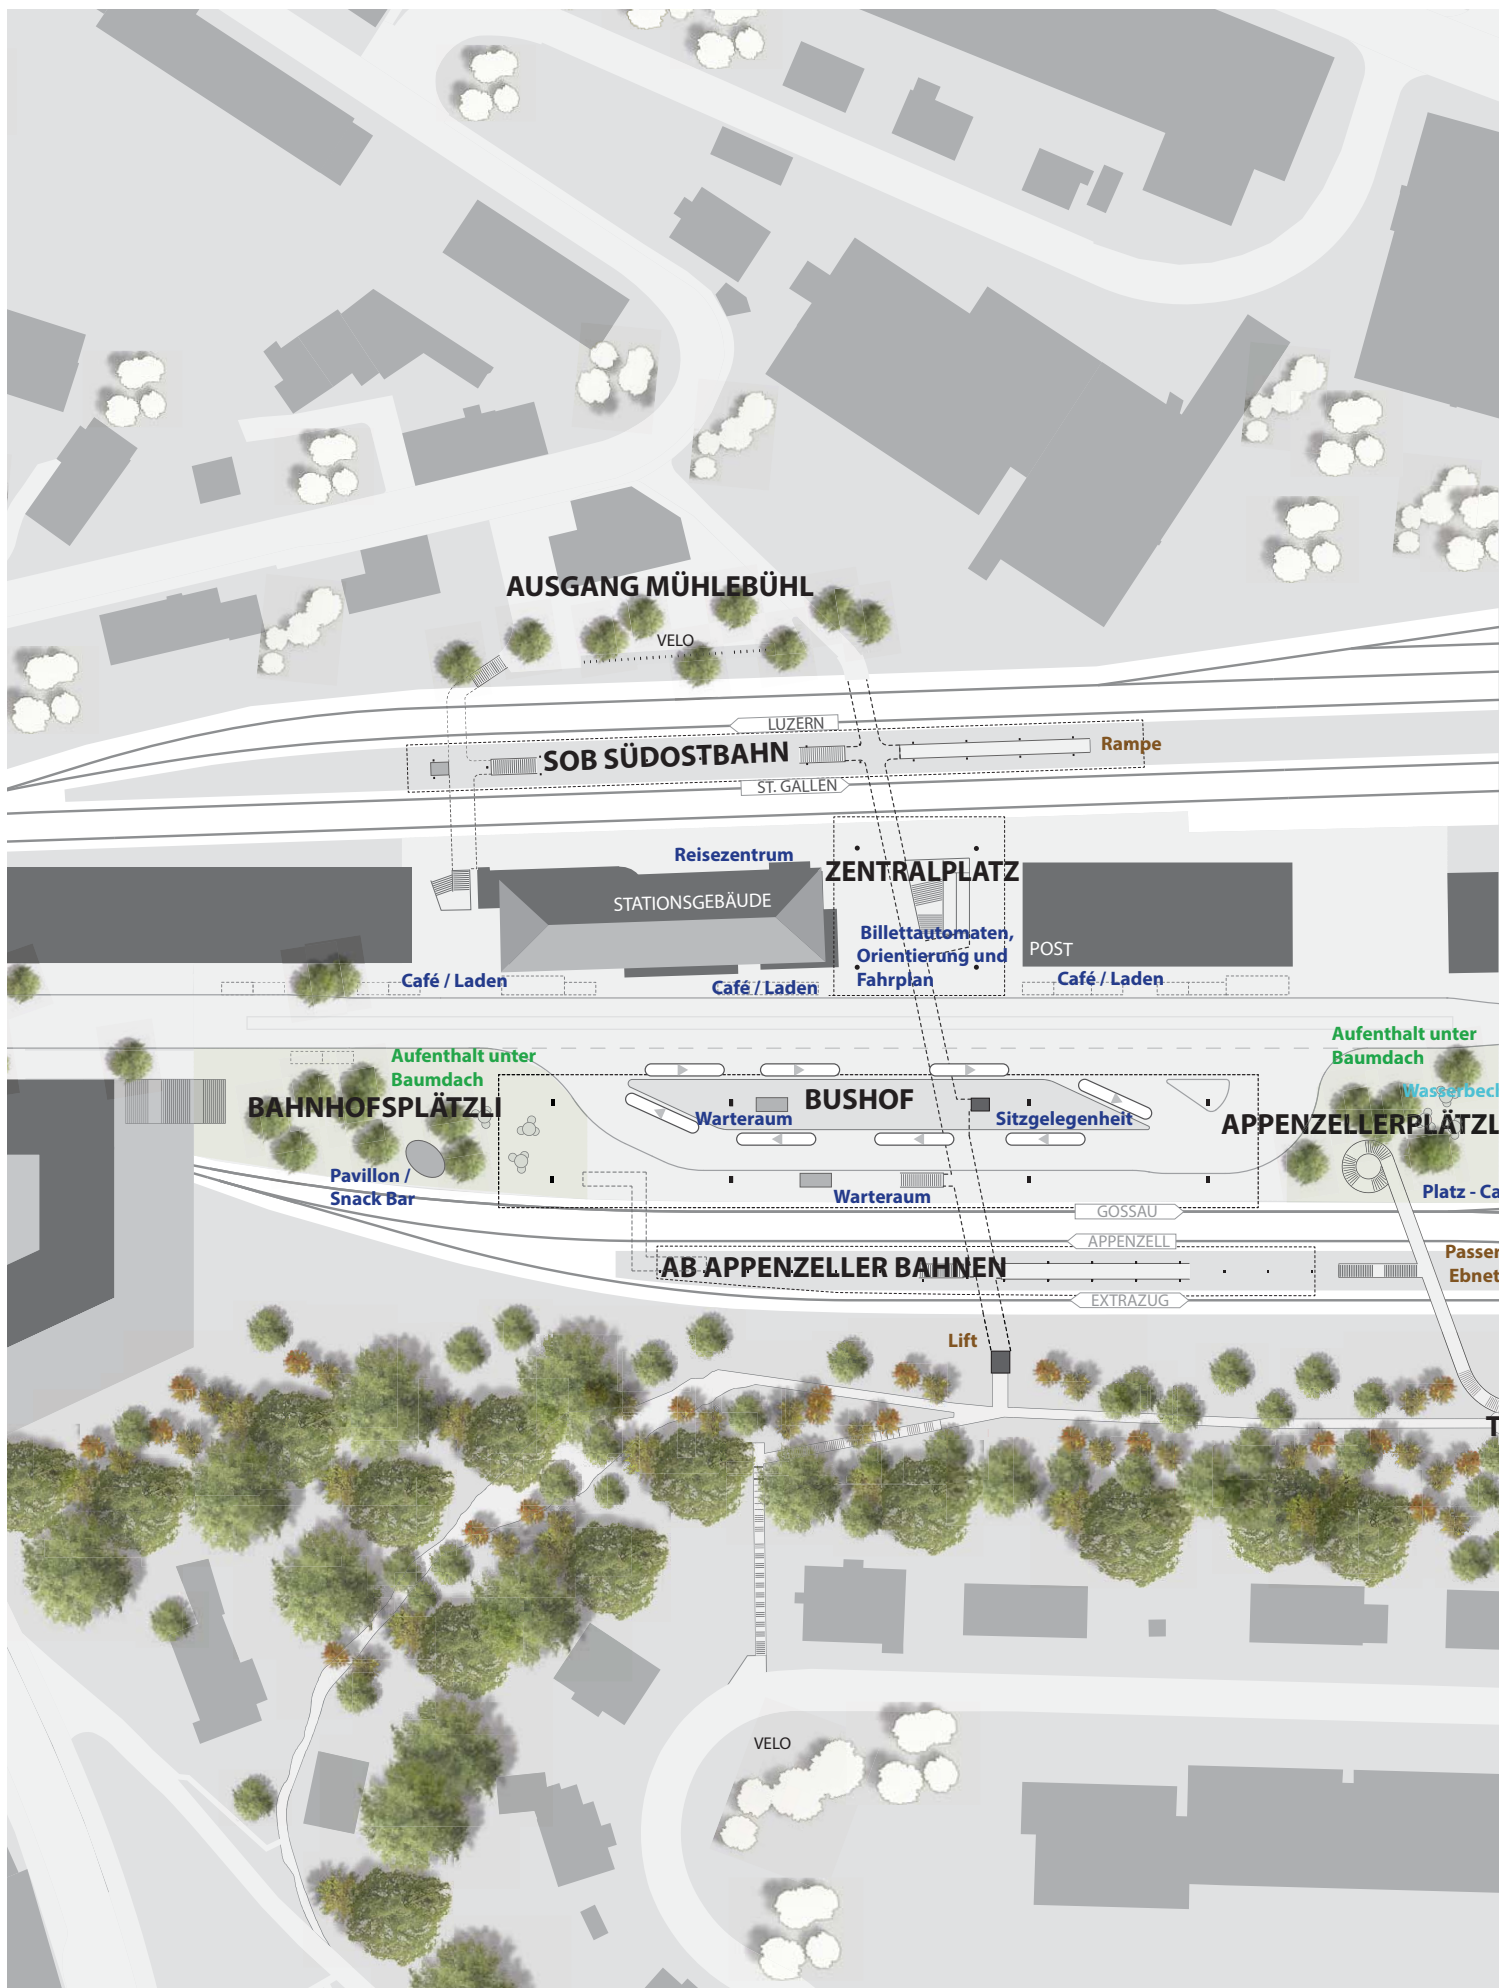 AUSGANG MÜHLEBÜHL
VELO
LUZERN
SOB SÜDOSTBAHN
Rampe
ST. GALLEN
Reisezentrum
ZENTRALPLATZ
STATIONSGEBÄUDE
Billettautomaten,
Orientierung und
Fahrplan
POST
Café / Laden
Café / Laden
Café / Laden
Aufenthalt unter
Baumdach
Aufenthalt unter
Baumdach
Wasserbeck
BAHNHOFSPLÄTZLI
BUSHOF
Warteraum
Sitzgelegenheit
APPENZELLERPLÄTZL
Pavillon /
Snack Bar
Warteraum
Platz - Ca
GOSSAU
APPENZELL
AB APPENZELLER BAHNEN
Passer
Ebnet
EXTRAZUG
Lift
T
VELO